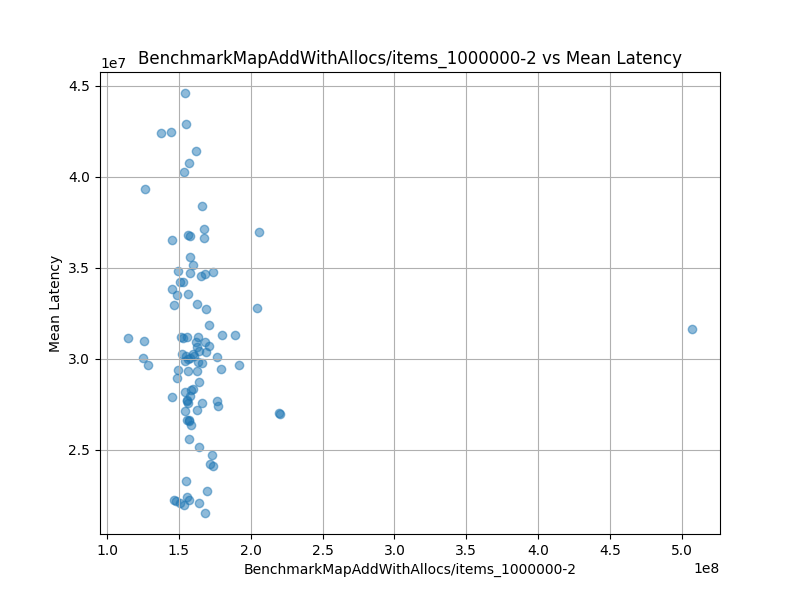 BenchmarkMapAddWithAllocs/items_1000000-2 vs Mean Latency
1e7
4.5
4.0
3.5
3.0
2.5
Mean Latency
1.0 1.5 2.0 2.5 3.0 3.5 4.0 4.5 5.0
BenchmarkMapAddWithAllocs/items_1000000-2
1e8